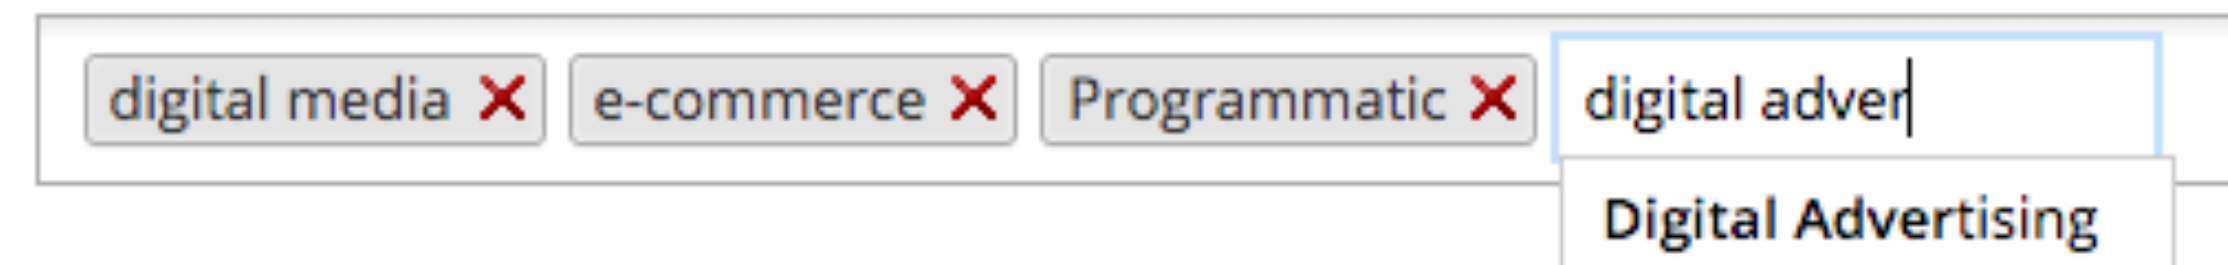 digital media e-commerce Programmatic digital adver
Digital Advertising